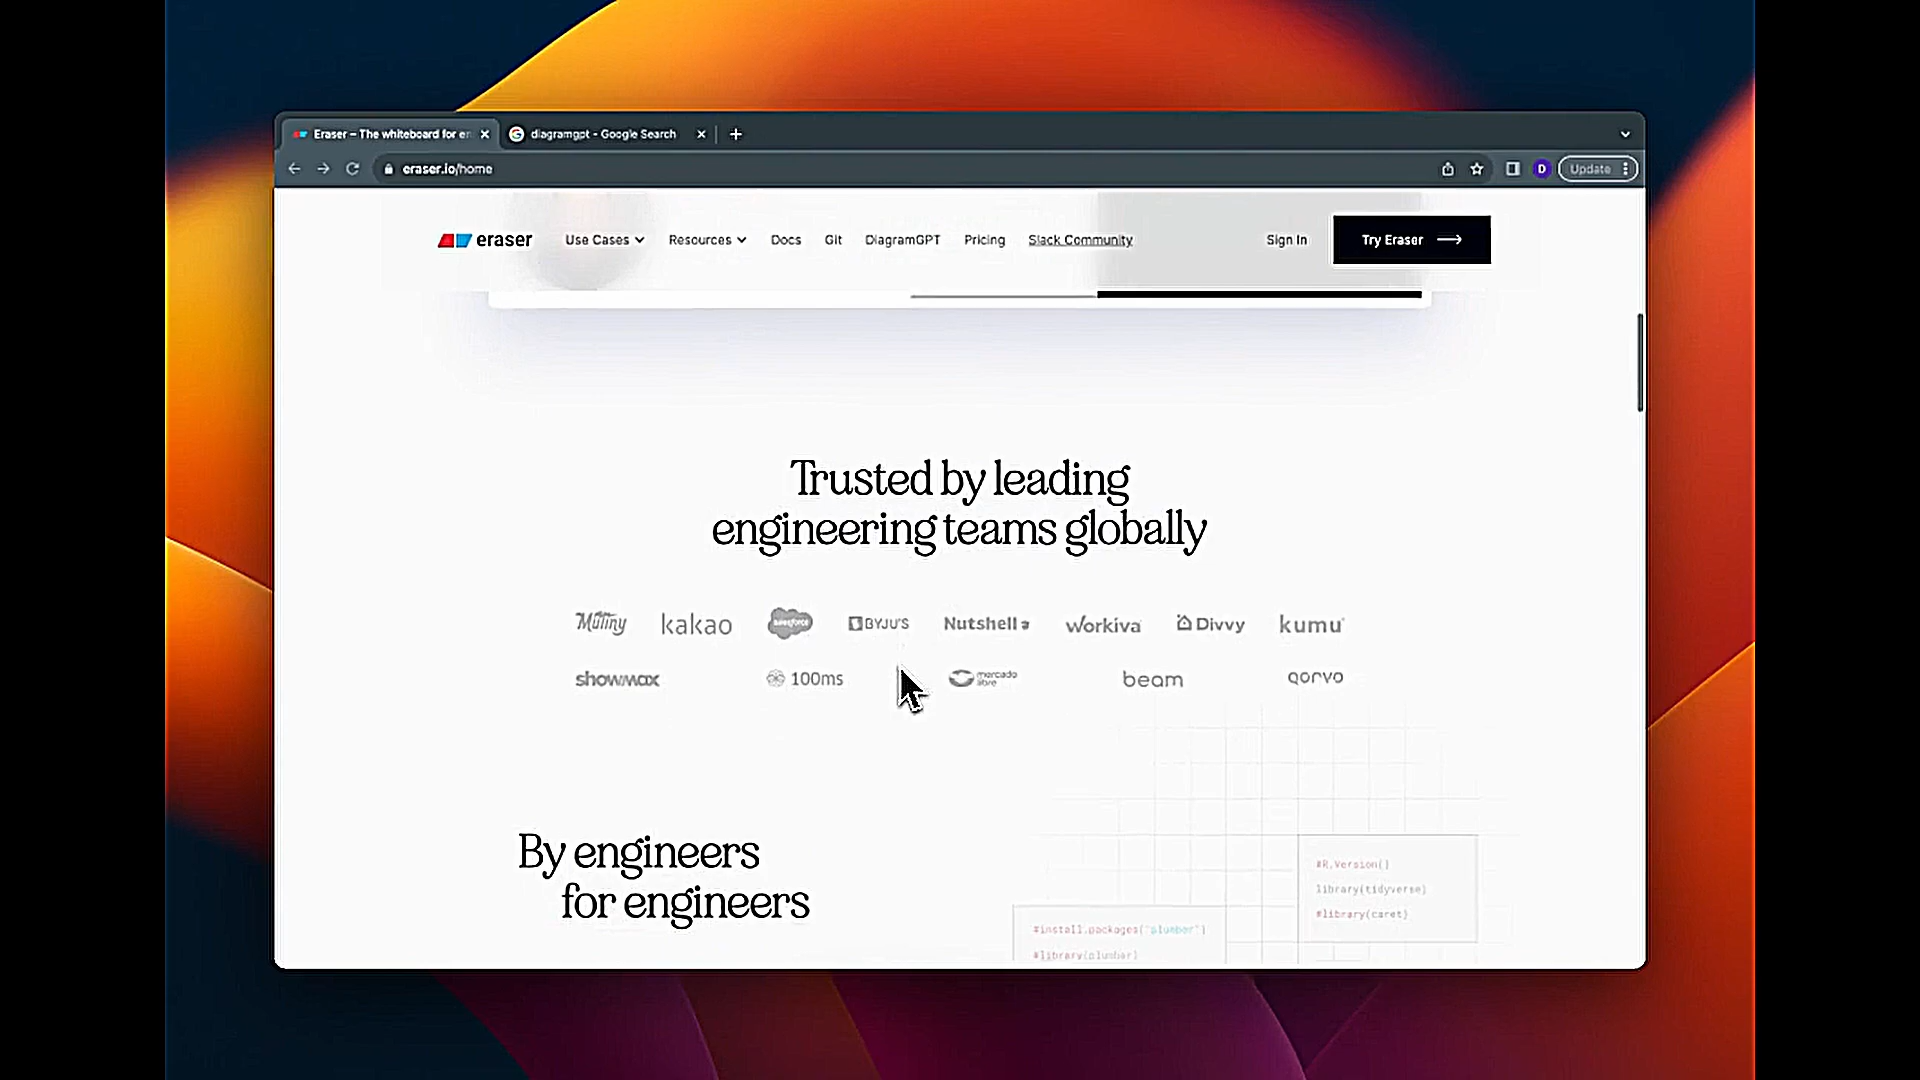 Eraser – The whiteboard for en
diagramgpt - Google Search
eraser.io/home
D
Update
eraser
Use Cases
Resources
Docs
Git
DiagramGPT
Pricing
Slack Community
Sign In
Try Eraser
Trusted by leading
engineering teams globally
Mutiny
kakao
salesforce
BYJU'S
Nutshell
workiva
Divvy
kumu
showmax
100ms
mercado
libre
beam
qorvo
By engineers
for engineers
#R.Version()
library(tidyverse)
#library(caret)
#install.packages("plumber")
#library(plumber)